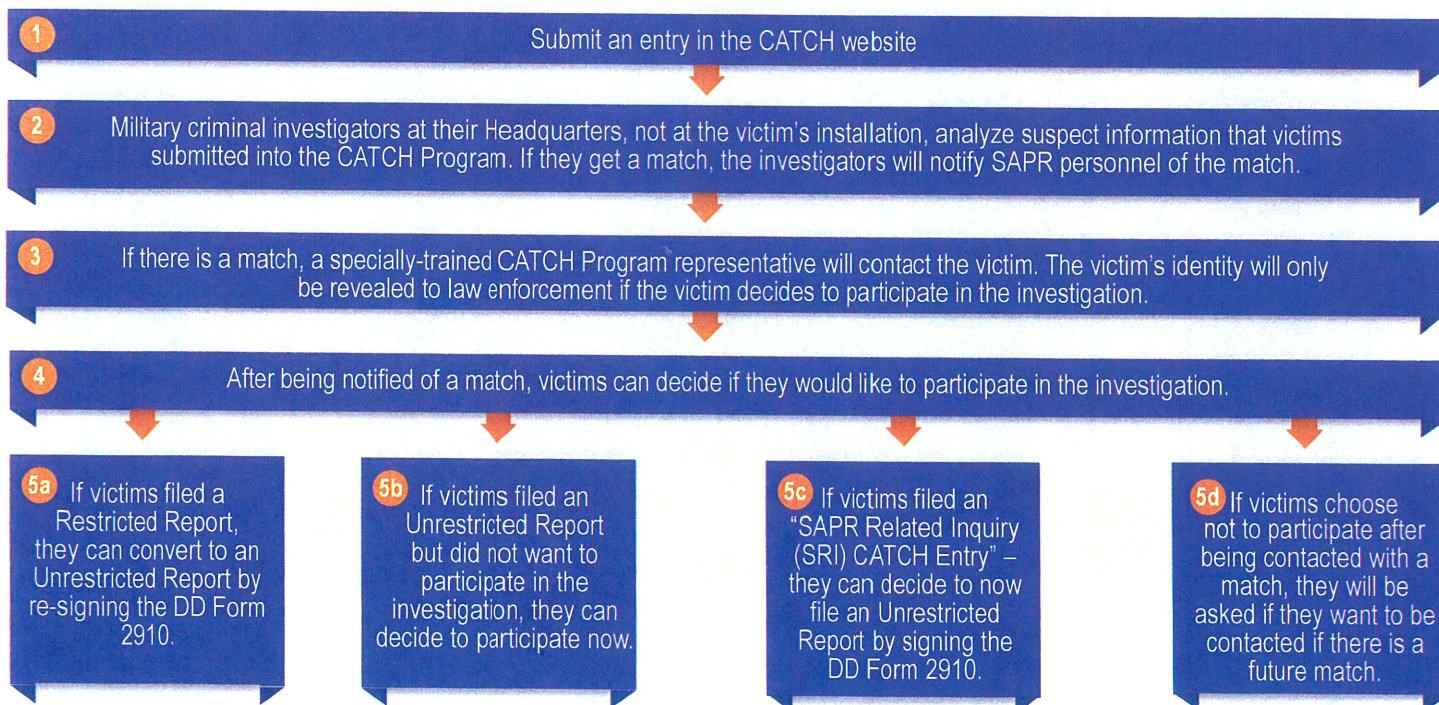 1
Submit an entry in the CATCH website
2
Military criminal investigators at their Headquarters, not at the victim's installation, analyze suspect information that victims
submitted into the CATCH Program. If they get a match, the investigators will notify SAPR personnel of the match.
3
If there is a match, a specially-trained CATCH Program representative will contact the victim. The victim's identity will only
be revealed to law enforcement if the victim decides to participate in the investigation.
4
After being notified of a match, victims can decide if they would like to participate in the investigation.
5a
If victims filed a
Restricted Report,
they can convert to an
Unrestricted Report by
re-signing the DD Form
2910.
5b
If victims filed an
Unrestricted Report
but did not want to
participate in the
investigation, they can
decide to participate now.
5c
If victims filed an
"SAPR Related Inquiry
(SRI) CATCH Entry" –
they can decide to now
file an Unrestricted
Report by signing the
DD Form 2910.
5d
If victims choose
not to participate after
being contacted with a
match, they will be
asked if they want to be
contacted if there is a
future match.